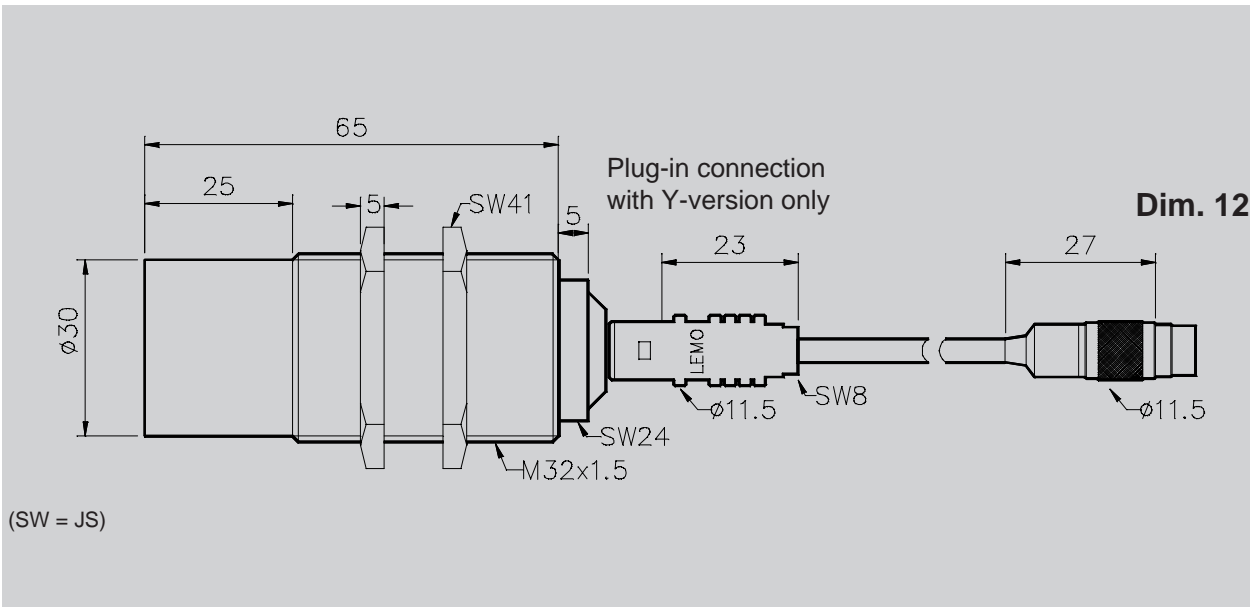 65
Plug-in connection
with Y-version only
25
5
SW41
5
Dim. 12
23
27
ø30
LEMO
ø11.5
SW8
ø11.5
SW24
M32x1.5
(SW = JS)